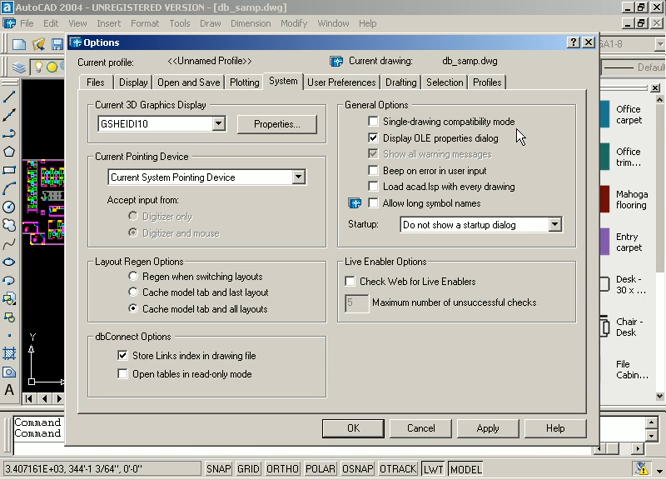 AutoCAD 2004 - UNREGISTERED VERSION - [db_samp.dwg]
File Edit View Insert Format Tools Draw Dimension Modify Window Help
GA1-8
Default
Options
Current profile: <<Unnamed Profile>> Current drawing: db_samp.dwg
Files Display Open and Save Plotting System User Preferences Drafting Selection Profiles
Current 3D Graphics Display
GSHEIDI10
Properties...
Current Pointing Device
Current System Pointing Device
Accept input from:
Digitizer only
Digitizer and mouse
Layout Regen Options
Regen when switching layouts
Cache model tab and last layout
Cache model tab and all layouts
dbConnect Options
Store Links index in drawing file
Open tables in read-only mode
General Options
Single-drawing compatibility mode
Display OLE properties dialog
Show all warning messages
Beep on error in user input
Load acad.lsp with every drawing
Allow long symbol names
Startup: Do not show a startup dialog
Live Enabler Options
Check Web for Live Enablers
5 Maximum number of unsuccessful checks
OK Cancel Apply Help
Office
carpet
Office
trim...
Mahoga
flooring
Entry
carpet
Desk -
30 x ...
Chair -
Desk
File
Cabin...
Y
A
Command
Command
3.407161E+03, 344'-1 3/64", 0'-0" SNAP GRID ORTHO POLAR OSNAP OTRACK LWT MODEL